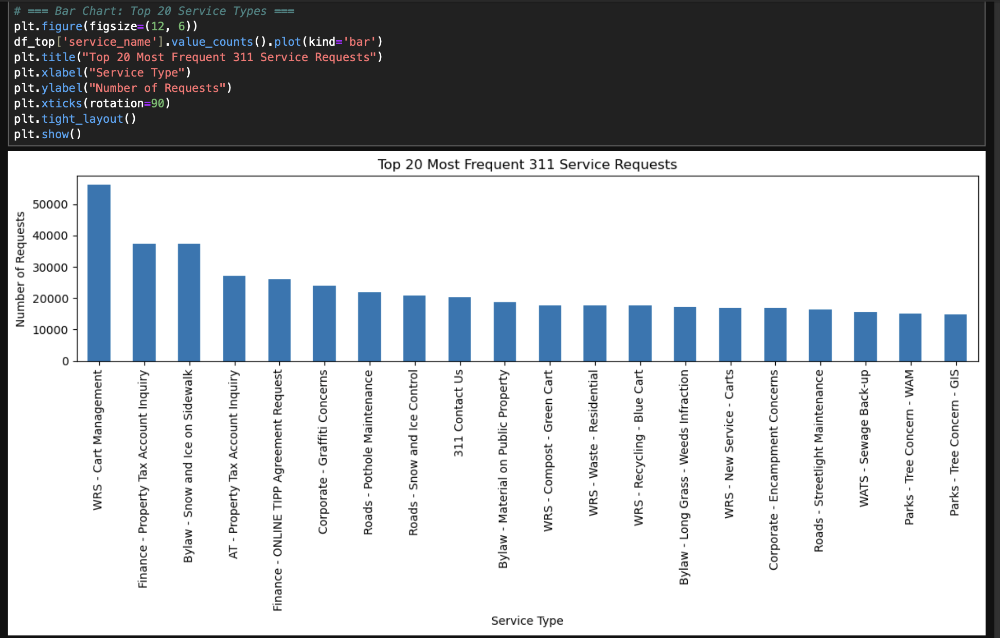 # === Bar Chart: Top 20 Service Types ===
plt.figure(figsize=(12, 6))
df_top['service_name'].value_counts().plot(kind='bar')
plt.title("Top 20 Most Frequent 311 Service Requests")
plt.xlabel("Service Type")
plt.ylabel("Number of Requests")
plt.xticks(rotation=90)
plt.tight_layout()
plt.show()
Top 20 Most Frequent 311 Service Requests
Number of Requests
50000
40000
30000
20000
10000
0
WRS - Cart Management
Finance - Property Tax Account Inquiry
Bylaw - Snow and Ice on Sidewalk
AT - Property Tax Account Inquiry
Finance - ONLINE TIPP Agreement Request
Corporate - Graffiti Concerns
Roads - Pothole Maintenance
Roads - Snow and Ice Control
311 Contact Us
Bylaw - Material on Public Property
WRS - Compost - Green Cart
WRS - Waste - Residential
WRS - Recycling - Blue Cart
Bylaw - Long Grass - Weeds Infraction
WRS - New Service - Carts
Corporate - Encampment Concerns
Roads - Streetlight Maintenance
WATS - Sewage Back-up
Parks - Tree Concern - WAM
Parks - Tree Concern - GIS
Service Type